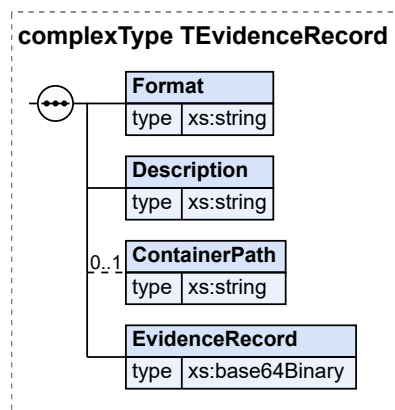 complexType TEvidenceRecord
Format
type xs:string
Description
type xs:string
0..1
ContainerPath
type xs:string
EvidenceRecord
type xs:base64Binary